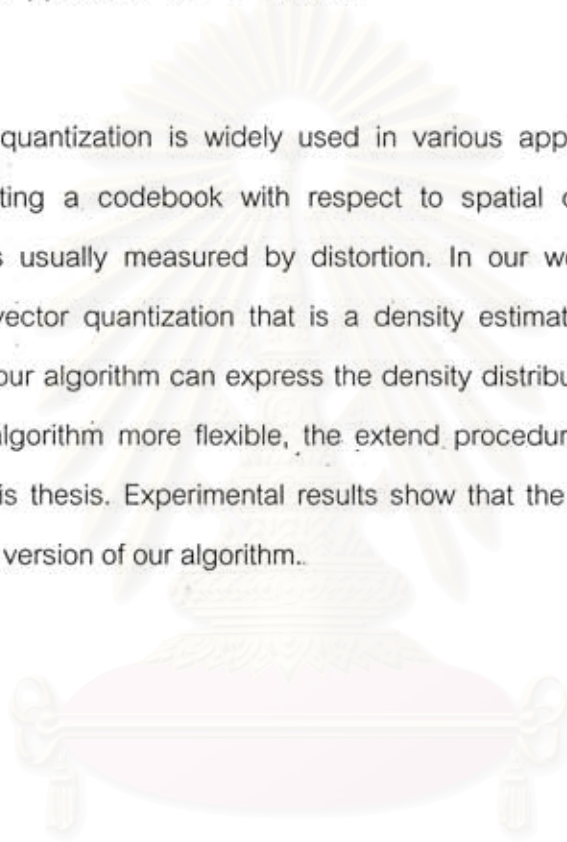 quantization is widely used in various app
ting a codebook with respect to spatial
s usually measured by distortion. In our w
vector quantization that is a density estimat
our algorithm can express the density distribu
algorithm more flexible, the extend procedur
is thesis. Experimental results show that the
version of our algorithm..